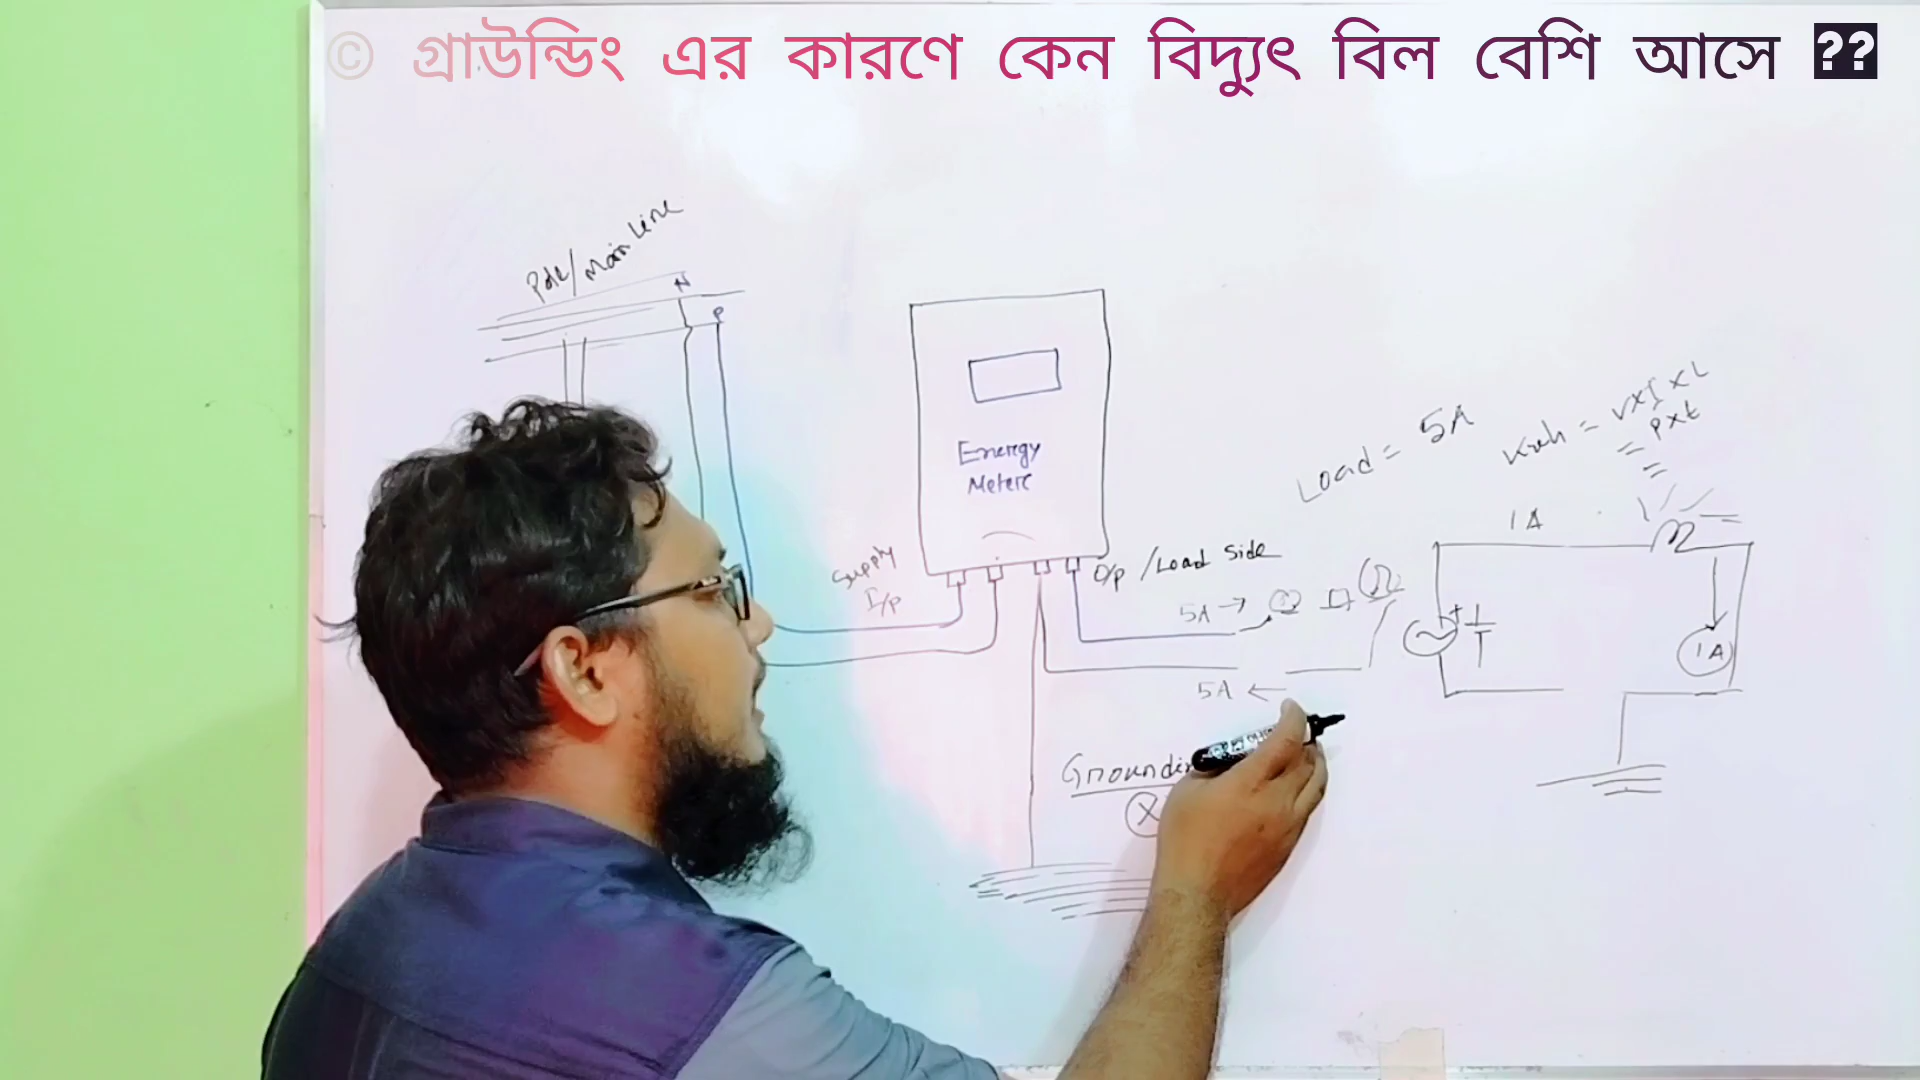 © গ্রাউন্ডিং এর কারণে কেন বিদ্যুৎ বিল বেশি আসে ??
Pole/Main Line
N
P
Energy
Meter
Supply
I/p
O/p /Load Side
5A →
5A ←
Load = 5A
Kwh = V×I×t
= P×t
=
1A
+
1A
Groundin
×